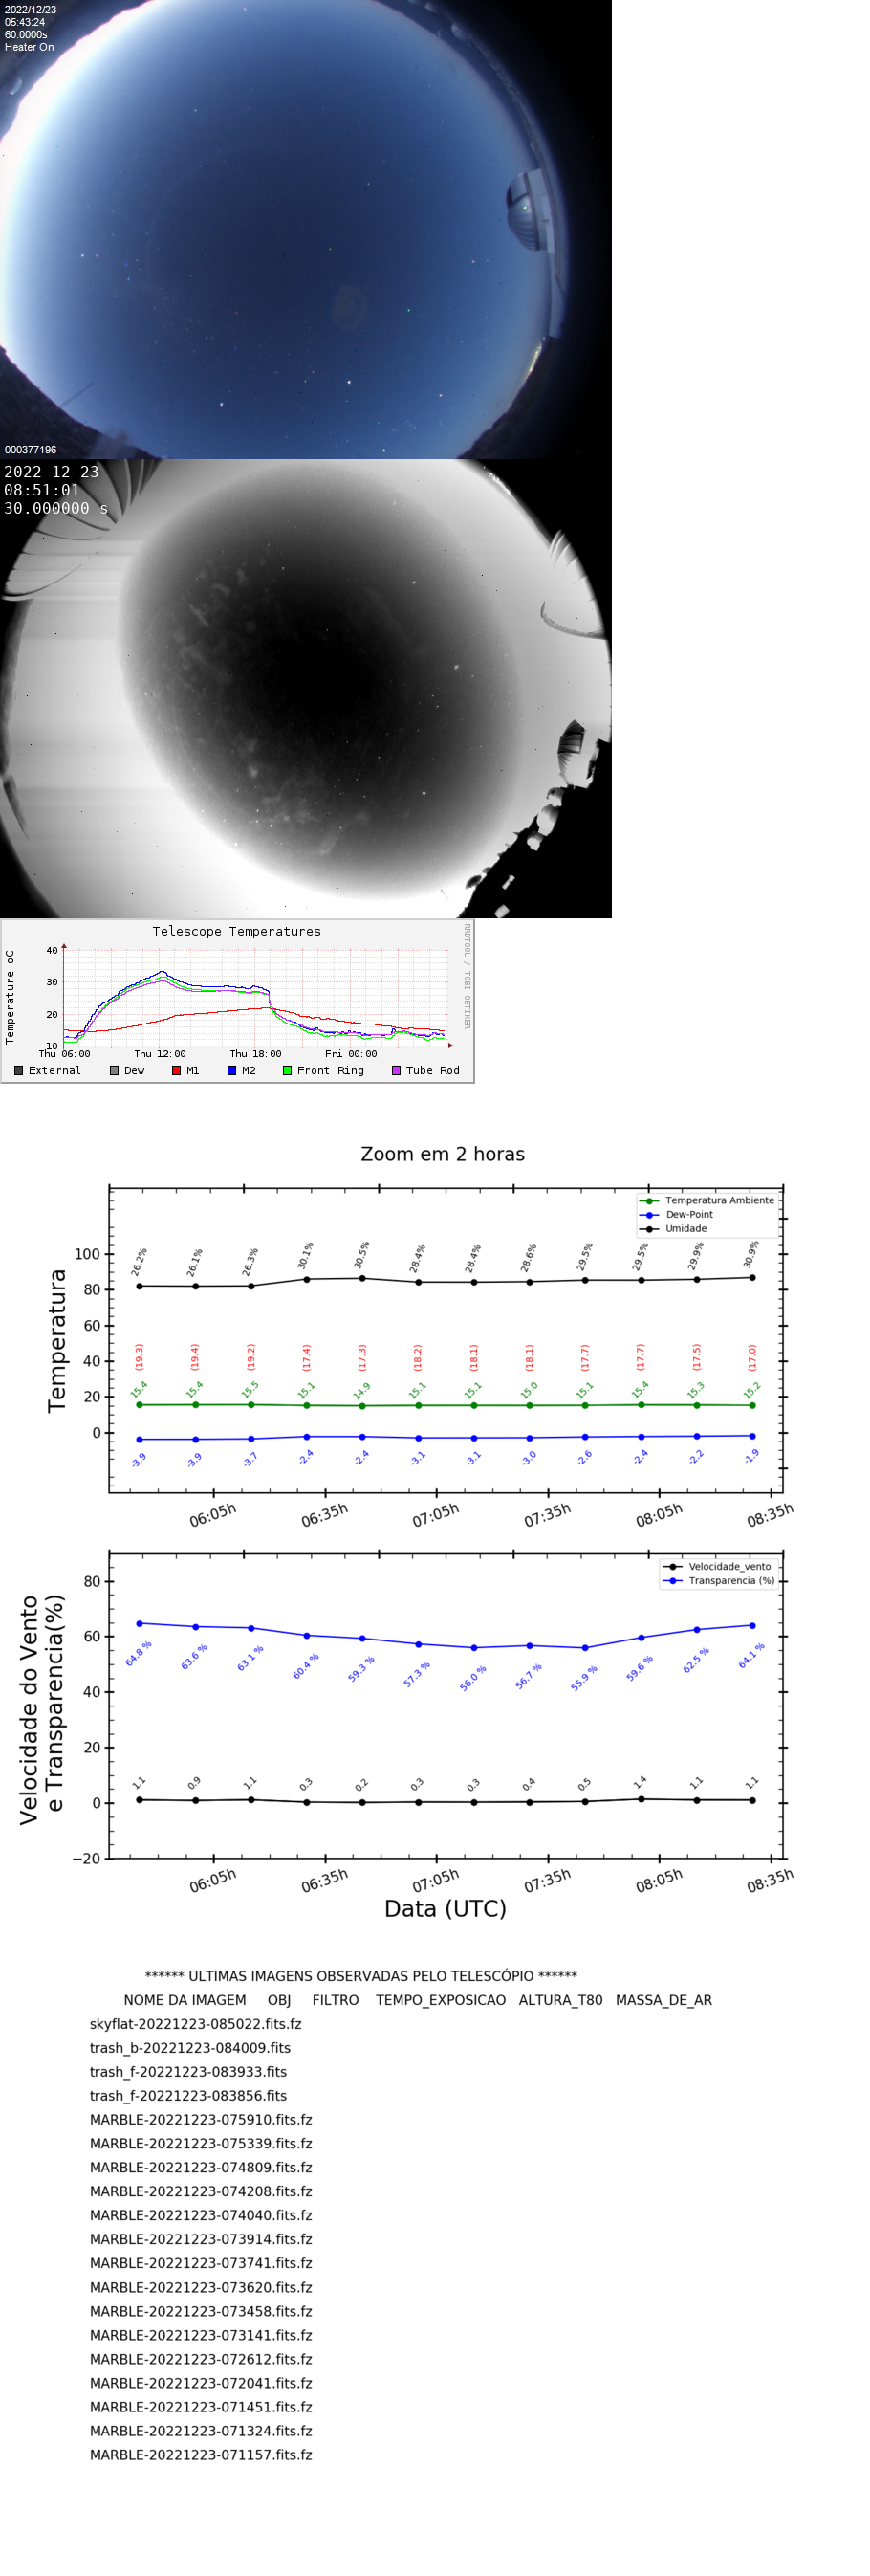 2022/12/23
05:43:24
60.0000s
Heater On
000377196
2022-12-23
08:51:01
30.000000 s
Telescope Temperatures
RRDTOOL / TOBI OETIKER
Temperature oC
40
30
20
10
Thu 06:00 Thu 12:00 Thu 18:00 Fri 00:00
External Dew M1 M2 Front Ring Tube Rod
Zoom em 2 horas
Temperatura Ambiente
Dew-Point
Umidade
Temperatura
100
80
60
40
20
0
26.2% 26.1% 26.3% 30.1% 30.5% 28.4% 28.4% 28.6% 29.5% 29.5% 29.9% 30.9%
(19.3) (19.4) (19.2) (17.4) (17.3) (18.2) (18.1) (18.1) (17.7) (17.7) (17.5) (17.0)
15.4 15.4 15.5 15.1 14.9 15.1 15.1 15.0 15.1 15.4 15.3 15.2
-3.9 -3.9 -3.7 -2.4 -2.4 -3.1 -3.1 -3.0 -2.6 -2.4 -2.2 -1.9
06:05h 06:35h 07:05h 07:35h 08:05h 08:35h
Velocidade_vento
Transparencia (%)
Velocidade do Vento
e Transparencia(%)
80
60
40
20
0
−20
64.8 % 63.6 % 63.1 % 60.4 % 59.3 % 57.3 % 56.0 % 56.7 % 55.9 % 59.6 % 62.5 % 64.1 %
1.1 0.9 1.1 0.3 0.2 0.3 0.3 0.4 0.5 1.4 1.1 1.1
06:05h 06:35h 07:05h 07:35h 08:05h 08:35h
Data (UTC)
****** ULTIMAS IMAGENS OBSERVADAS PELO TELESCÓPIO ******
NOME DA IMAGEM OBJ FILTRO TEMPO_EXPOSICAO ALTURA_T80 MASSA_DE_AR
skyflat-20221223-085022.fits.fz
trash_b-20221223-084009.fits
trash_f-20221223-083933.fits
trash_f-20221223-083856.fits
MARBLE-20221223-075910.fits.fz
MARBLE-20221223-075339.fits.fz
MARBLE-20221223-074809.fits.fz
MARBLE-20221223-074208.fits.fz
MARBLE-20221223-074040.fits.fz
MARBLE-20221223-073914.fits.fz
MARBLE-20221223-073741.fits.fz
MARBLE-20221223-073620.fits.fz
MARBLE-20221223-073458.fits.fz
MARBLE-20221223-073141.fits.fz
MARBLE-20221223-072612.fits.fz
MARBLE-20221223-072041.fits.fz
MARBLE-20221223-071451.fits.fz
MARBLE-20221223-071324.fits.fz
MARBLE-20221223-071157.fits.fz